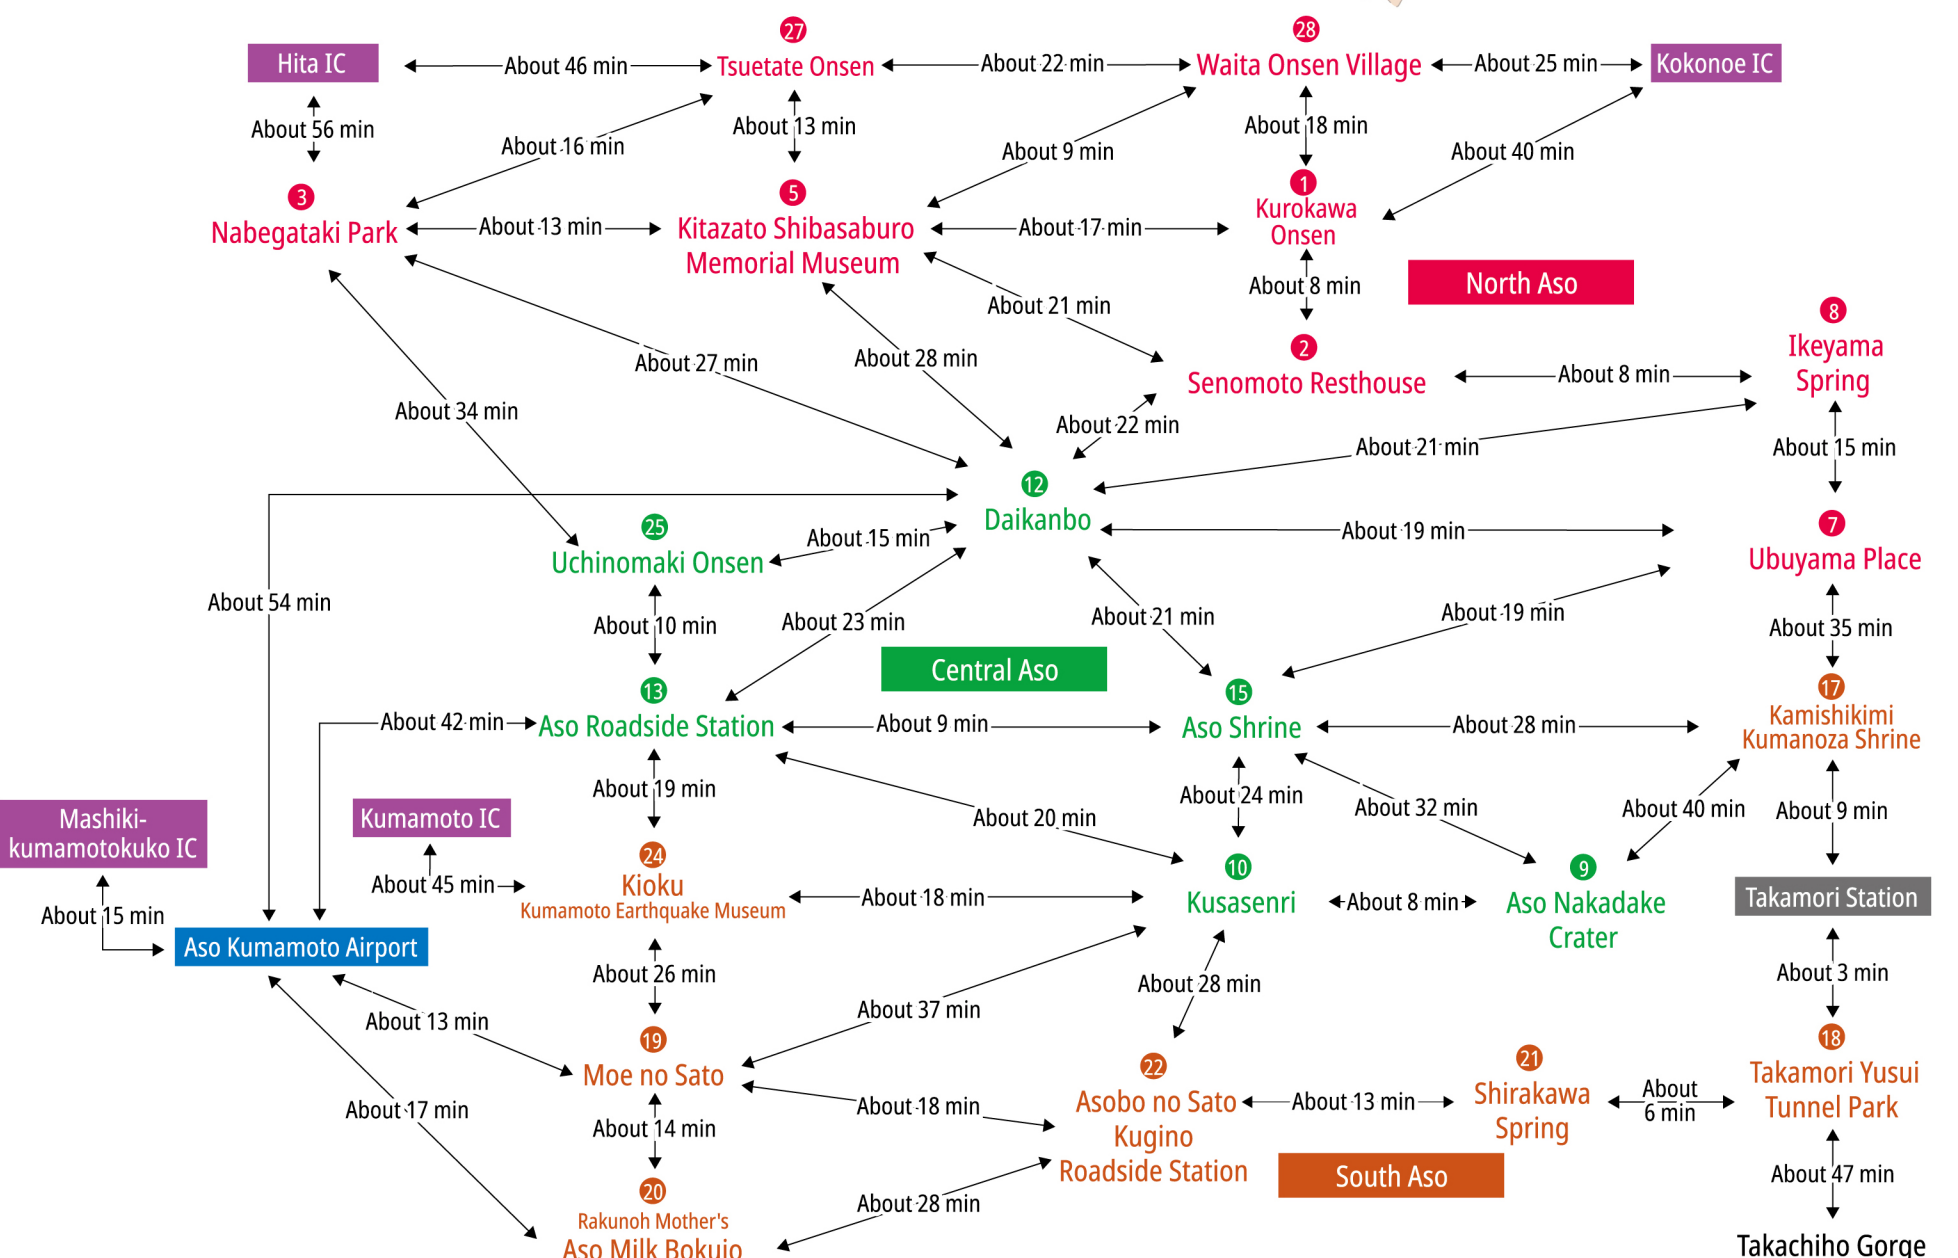 27
28
Hita IC
About 46 min
Tsuetate Onsen
About 22 min
Waita Onsen Village
About 25 min
Kokonoe IC
About 56 min
About 16 min
About 13 min
About 9 min
About 18 min
About 40 min
3
Nabegataki Park
About 13 min
5
Kitazato Shibasaburo
Memorial Museum
About 17 min
1
Kurokawa
Onsen
About 21 min
About 8 min
North Aso
2
Senomoto Resthouse
About 8 min
8
Ikeyama
Spring
About 34 min
About 27 min
About 28 min
About 22 min
About 21 min
About 15 min
12
Daikanbo
25
Uchinomaki Onsen
About 15 min
About 19 min
7
Ubuyama Place
About 54 min
About 10 min
About 23 min
About 21 min
About 19 min
About 35 min
Central Aso
13
Aso Roadside Station
About 42 min
About 9 min
15
Aso Shrine
About 28 min
17
Kamishikimi
Kumanoza Shrine
About 19 min
About 20 min
About 24 min
About 32 min
About 40 min
About 9 min
Mashiki-
kumamotokuko IC
Kumamoto IC
About 45 min
24
Kioku
Kumamoto Earthquake Museum
About 18 min
10
Kusasenri
About 8 min
9
Aso Nakadake
Crater
Takamori Station
About 15 min
Aso Kumamoto Airport
About 26 min
About 37 min
About 28 min
About 3 min
About 13 min
19
Moe no Sato
About 18 min
22
Asobo no Sato
Kugino
Roadside Station
About 13 min
21
Shirakawa
Spring
About
6 min
18
Takamori Yusui
Tunnel Park
About 17 min
About 14 min
South Aso
About 47 min
20
Rakunoh Mother's
Aso Milk Bokujo
About 28 min
Takachiho Gorge